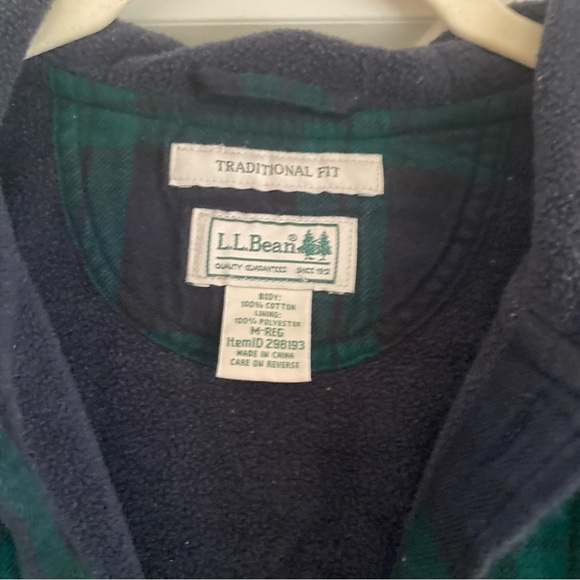 TRADITIONAL FIT
L.L.Bean®
QUALITY GUARANTEED SINCE 1912
BODY:
100% COTTON
LINING:
100% POLYESTER
M-REG
ItemID 298193
MADE IN CHINA
CARE ON REVERSE